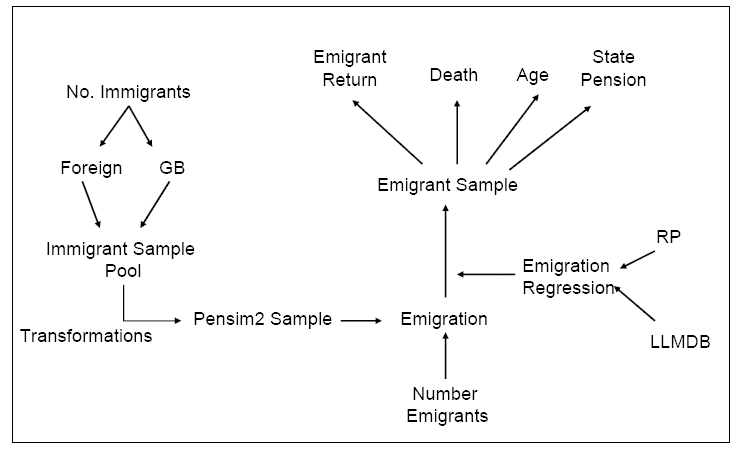 Emigrant
Return
Death
Age
State
Pension
No. Immigrants
Foreign
GB
Emigrant Sample
Immigrant Sample
Pool
RP
Emigration
Regression
Transformations
Pensim2 Sample
Emigration
LLMDB
Number
Emigrants